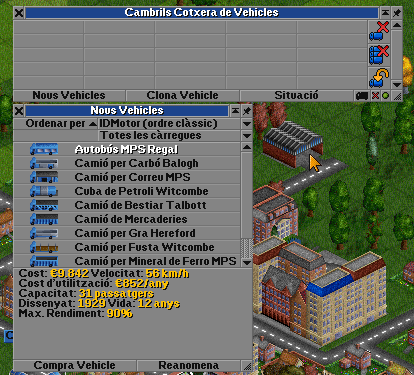 Cambrils Cotxera de Vehicles
Nous Vehicles Clona Vehicle Situació
Nous Vehicles
Ordenar per IDMotor (ordre clàssic)
Totes les càrregues
Autobús MPS Regal
Camió per Carbó Balogh
Camió per Correu MPS
Cuba de Petroli Witcombe
Camió de Bestiar Talbott
Camió de Mercaderies
Camió per Gra Hereford
Camió per Fusta Witcombe
Camió per Mineral de Ferro MPS
Cost: €9.842 Velocitat: 56 km/h
Cost d'utilització: €852/any
Capacitat: 31 passatgers
Dissenyat: 1929 Vida: 12 anys
Max. Rendiment: 90%
Compra Vehicle Reanomena